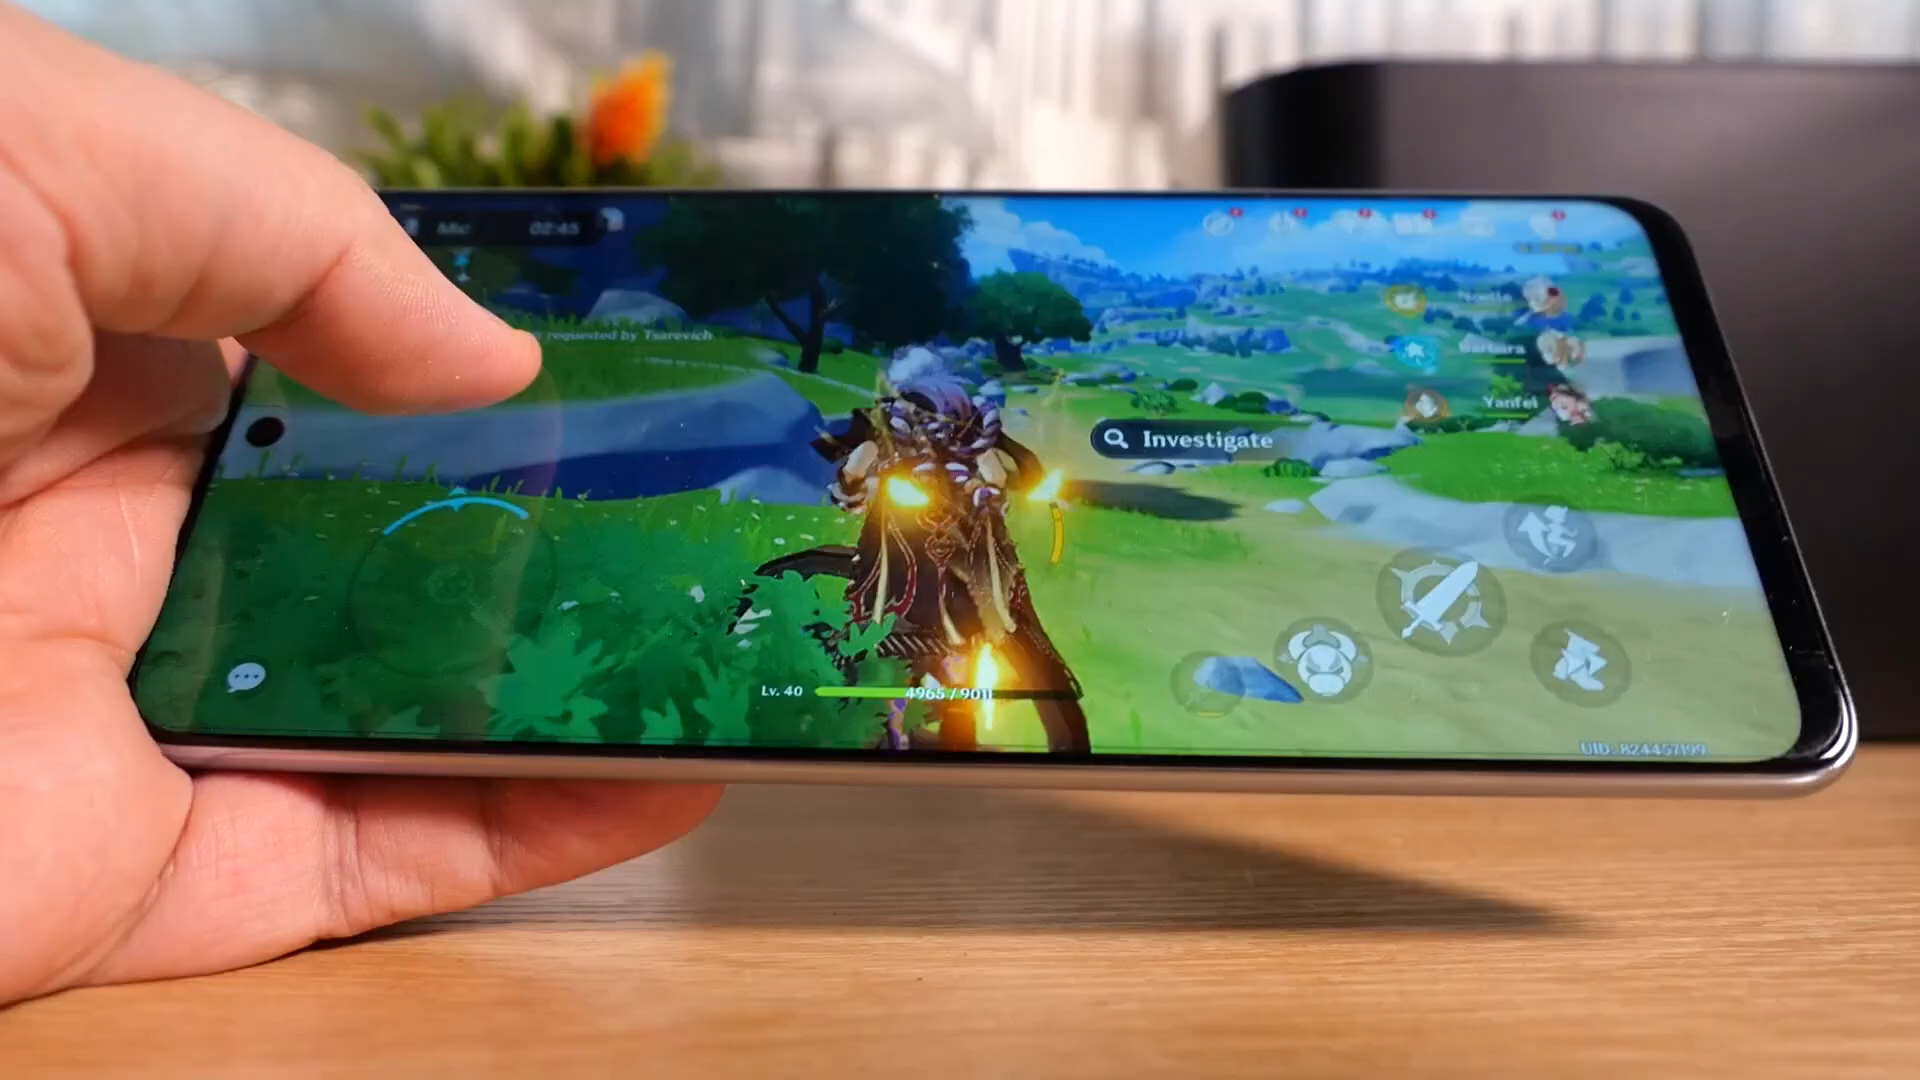 Mic 02:45
requested by Tsarevich
Noelle
Barbara
Yanfei
Investigate
Lv. 40 4965 / 9011
UID: 824457199